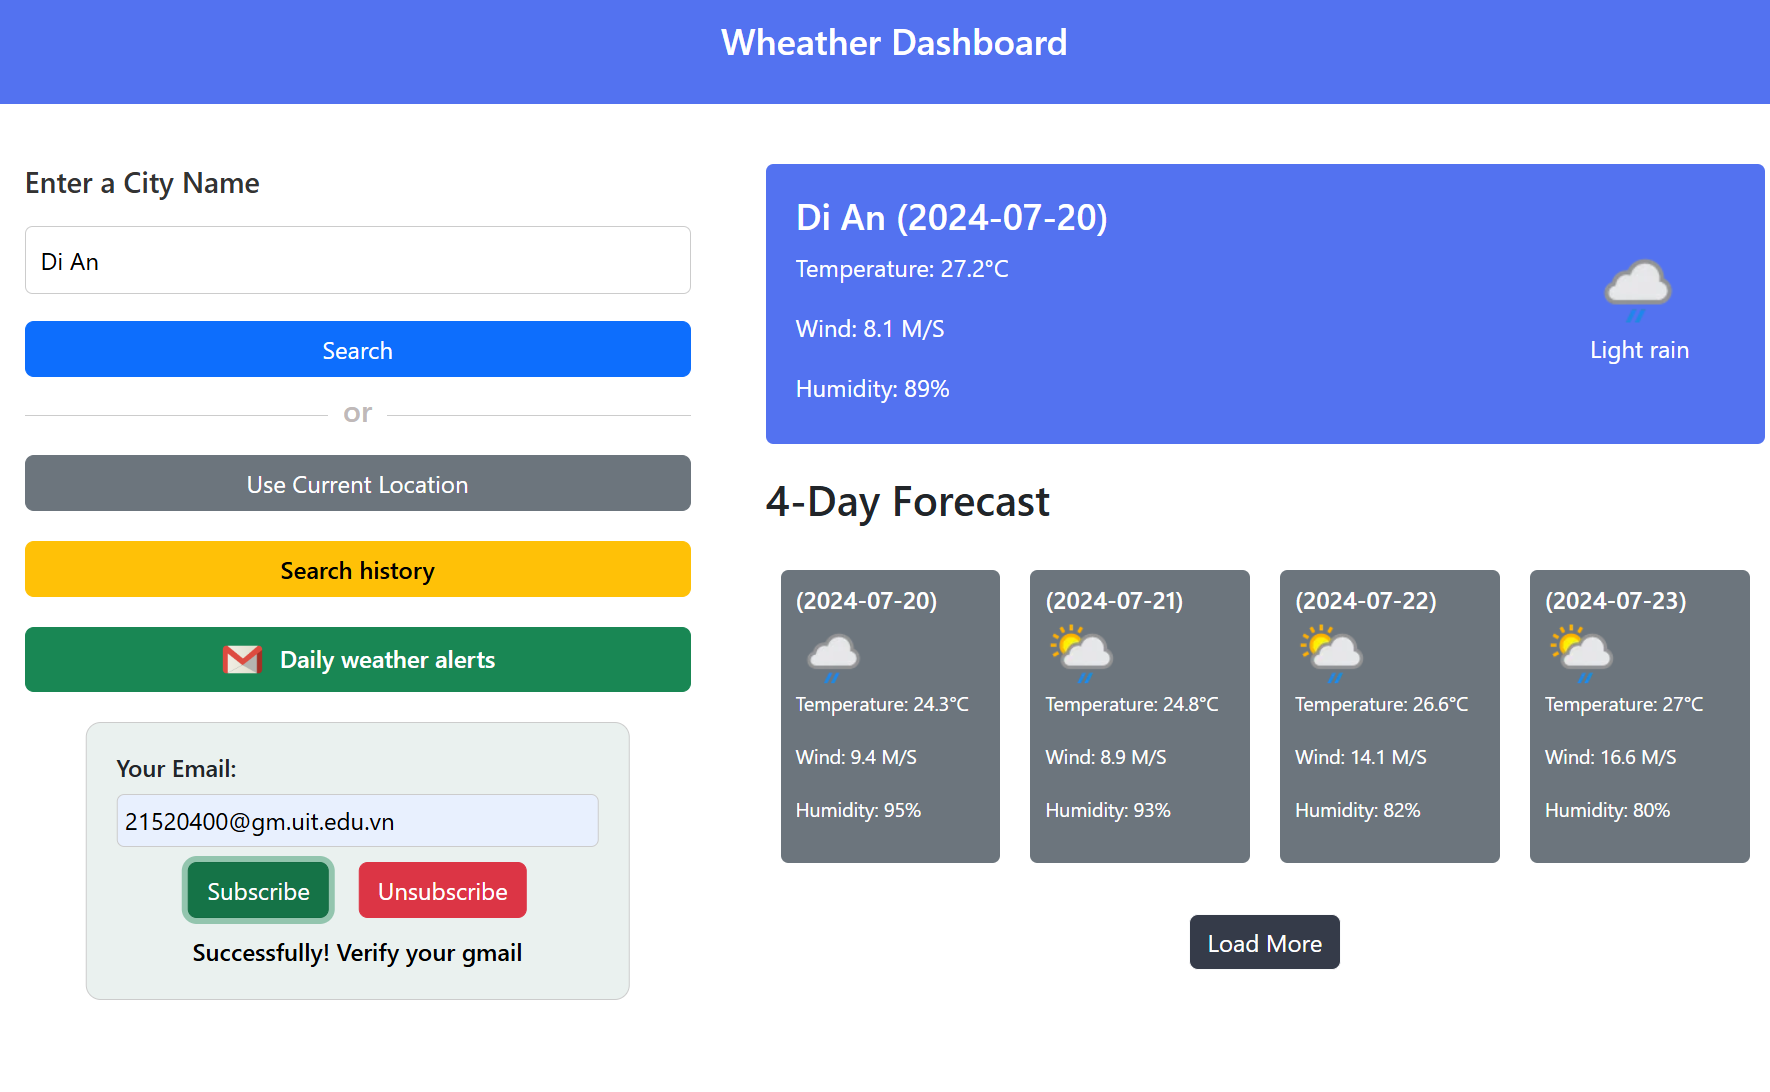 Wheather Dashboard
Enter a City Name
Di An
Search
or
Use Current Location
Search history
Daily weather alerts
Your Email:
21520400@gm.uit.edu.vn
Subscribe
Unsubscribe
Successfully! Verify your gmail
Di An (2024-07-20)
Temperature: 27.2°C
Wind: 8.1 M/S
Humidity: 89%
Light rain
4-Day Forecast
(2024-07-20)
Temperature: 24.3°C
Wind: 9.4 M/S
Humidity: 95%
(2024-07-21)
Temperature: 24.8°C
Wind: 8.9 M/S
Humidity: 93%
(2024-07-22)
Temperature: 26.6°C
Wind: 14.1 M/S
Humidity: 82%
(2024-07-23)
Temperature: 27°C
Wind: 16.6 M/S
Humidity: 80%
Load More